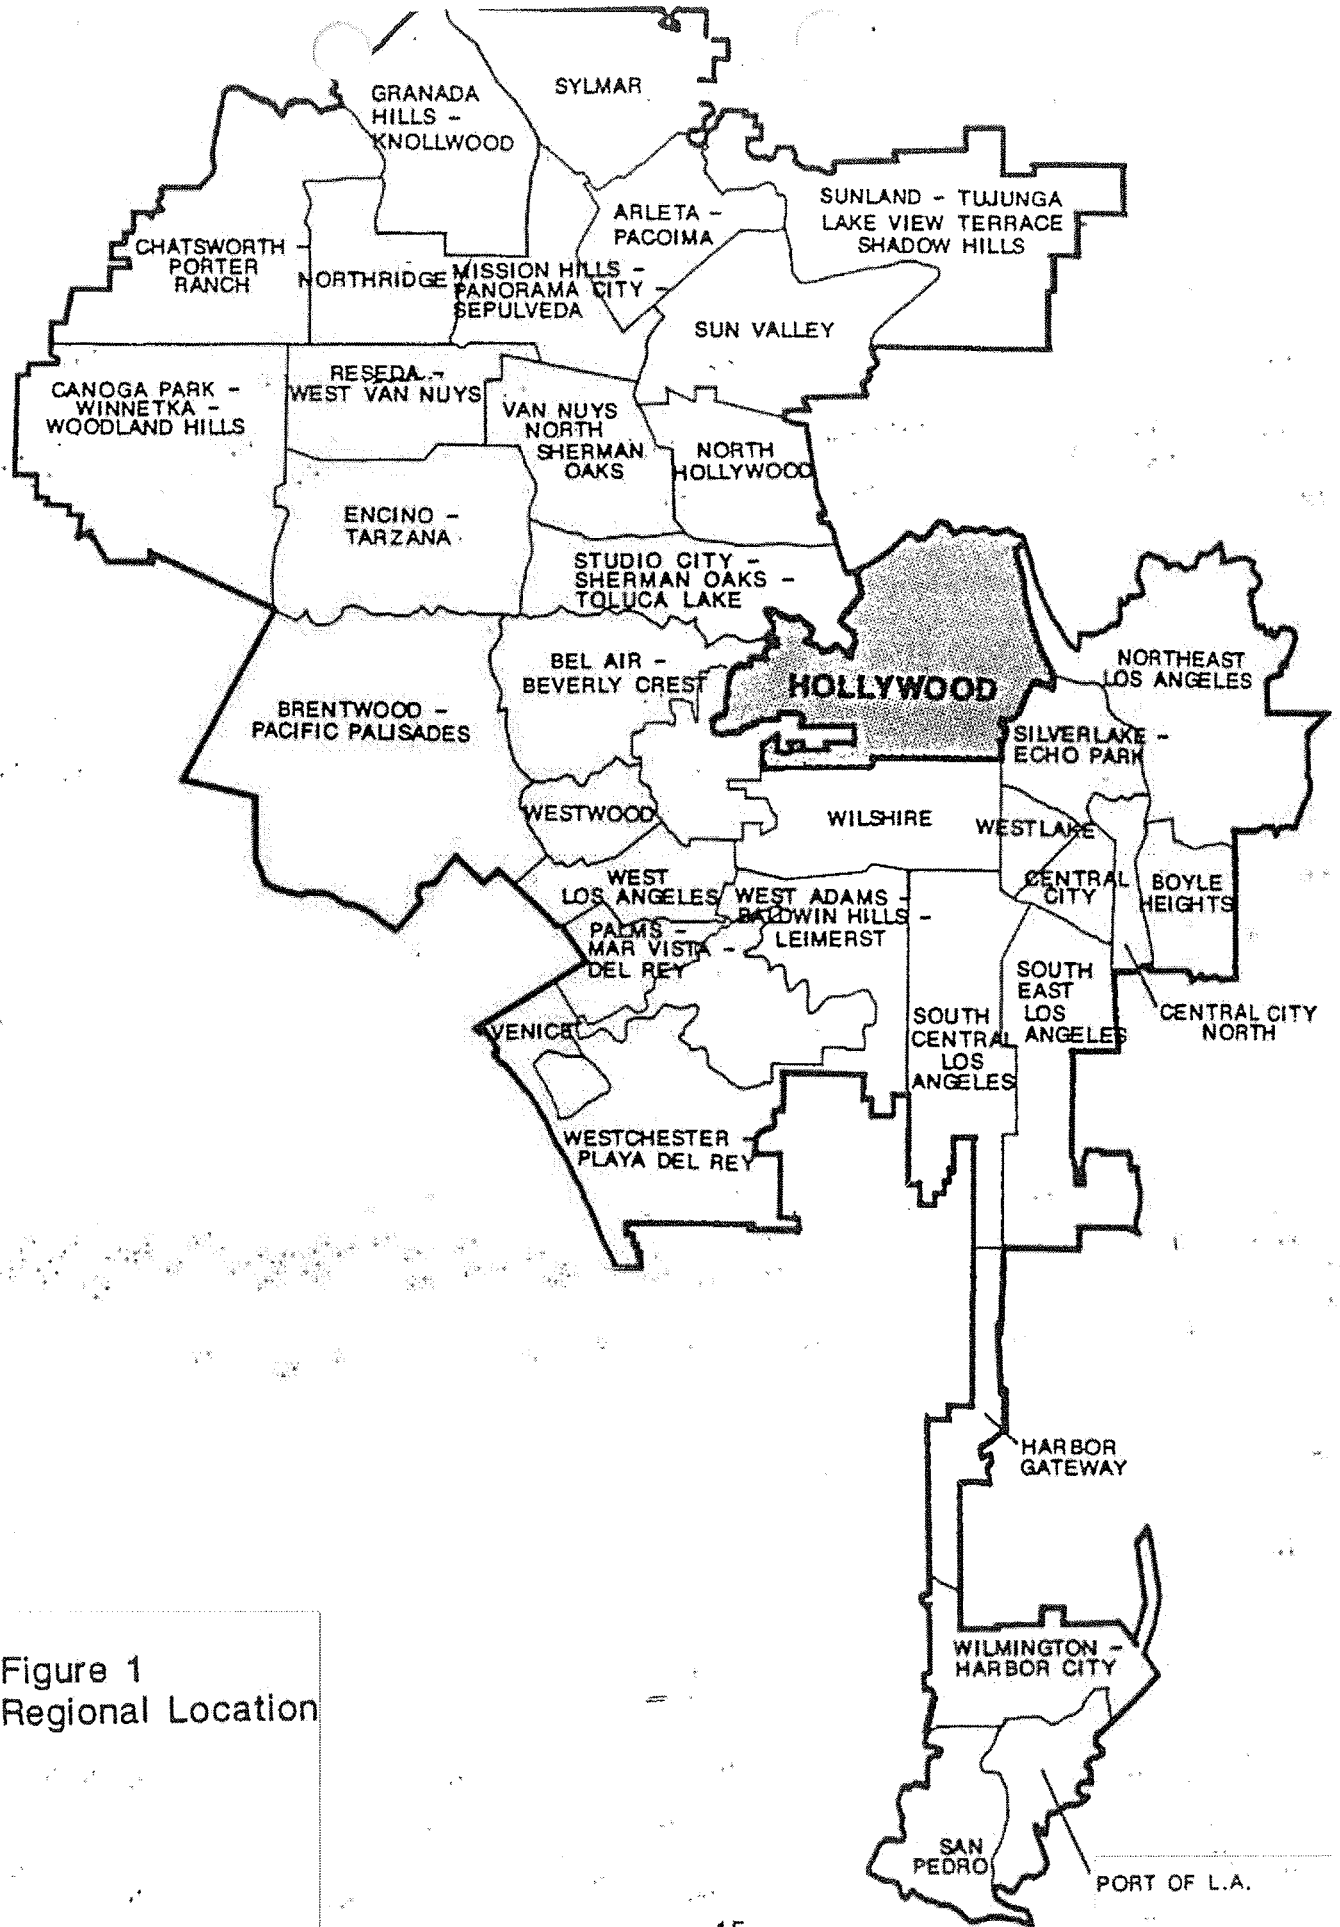 SYLMAR
GRANADA
HILLS -
KNOLLWOOD
SUNLAND - TUJUNGA
LAKE VIEW TERRACE
SHADOW HILLS
ARLETA -
PACOIMA
CHATSWORTH -
PORTER
RANCH
NORTHRIDGE
MISSION HILLS -
PANORAMA CITY -
SEPULVEDA
SUN VALLEY
CANOGA PARK -
WINNETKA -
WOODLAND HILLS
RESEDA -
WEST VAN NUYS
VAN NUYS
NORTH
SHERMAN
OAKS
NORTH
HOLLYWOOD
ENCINO -
TARZANA
STUDIO CITY -
SHERMAN OAKS -
TOLUCA LAKE
BEL AIR -
BEVERLY CREST
HOLLYWOOD
NORTHEAST
LOS ANGELES
BRENTWOOD -
PACIFIC PALISADES
SILVERLAKE -
ECHO PARK
WESTWOOD
WILSHIRE
WESTLAKE
WEST
LOS ANGELES
WEST ADAMS -
BALDWIN HILLS -
LEIMERST
CENTRAL
CITY
BOYLE
HEIGHTS
PALMS -
MAR VISTA -
DEL REY
SOUTH
EAST
LOS
ANGELES
CENTRAL CITY
NORTH
VENICE
SOUTH
CENTRAL
LOS
ANGELES
WESTCHESTER -
PLAYA DEL REY
HARBOR
GATEWAY
WILMINGTON -
HARBOR CITY
Figure 1
Regional Location
SAN
PEDRO
PORT OF L.A.
15